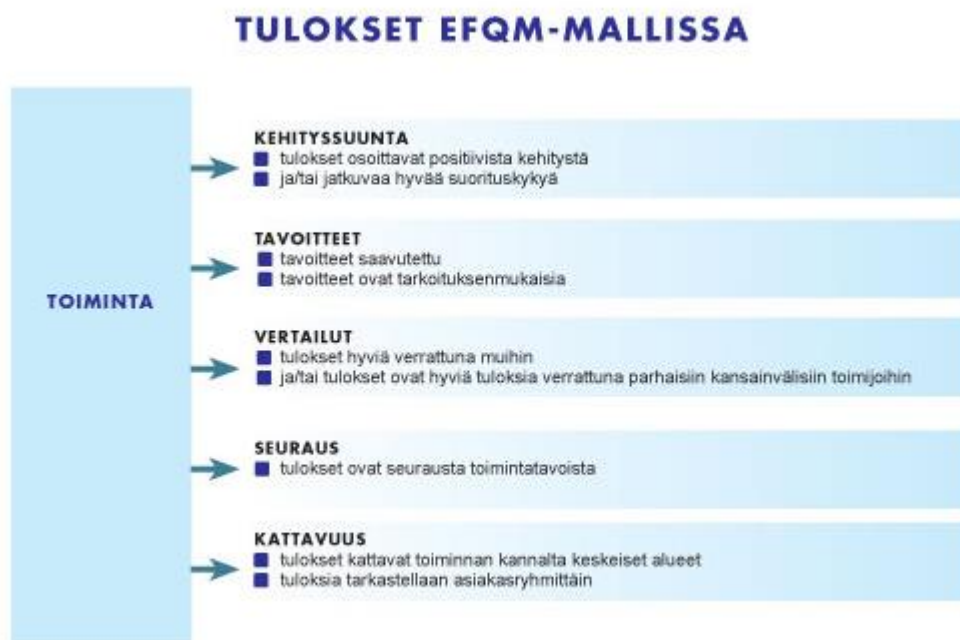 TULOKSET EFQM-MALLISSA
TOIMINTA
KEHITYSSUUNTA
tulokset osoittavat positiivista kehitystä
ja/tai jatkuvaa hyvää suorituskykyä
TAVOITTEET
tavoitteet saavutettu
tavoitteet ovat tarkoituksenmukaisia
VERTAILUT
tulokset hyviä verrattuna muihin
ja/tai tulokset ovat hyviä tuloksia verrattuna parhaisiin kansainvälisiin toimijoihin
SEURAUS
tulokset ovat seurausta toimintatavoista
KATTAVUUS
tulokset kattavat toiminnan kannalta keskeiset alueet
tuloksia tarkastellaan asiakasryhmittäin